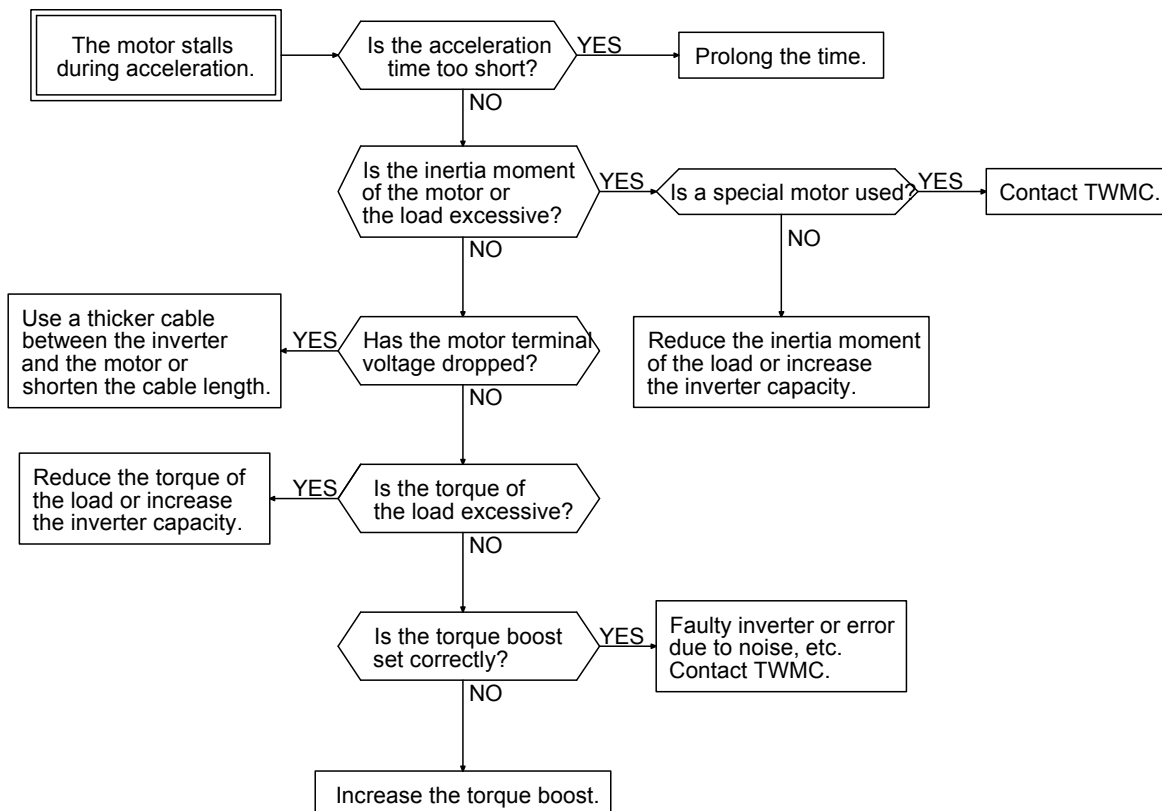 The motor stalls
during acceleration.
Is the acceleration
time too short?
YES
Prolong the time.
NO
Is the inertia moment
of the motor or
the load excessive?
YES
Is a special motor used?
YES
Contact TWMC.
NO
NO
Use a thicker cable
between the inverter
and the motor or
shorten the cable length.
YES
Has the motor terminal
voltage dropped?
Reduce the inertia moment
of the load or increase
the inverter capacity.
NO
Reduce the torque of
the load or increase
the inverter capacity.
YES
Is the torque of
the load excessive?
NO
Is the torque boost
set correctly?
YES
Faulty inverter or error
due to noise, etc.
Contact TWMC.
NO
Increase the torque boost.